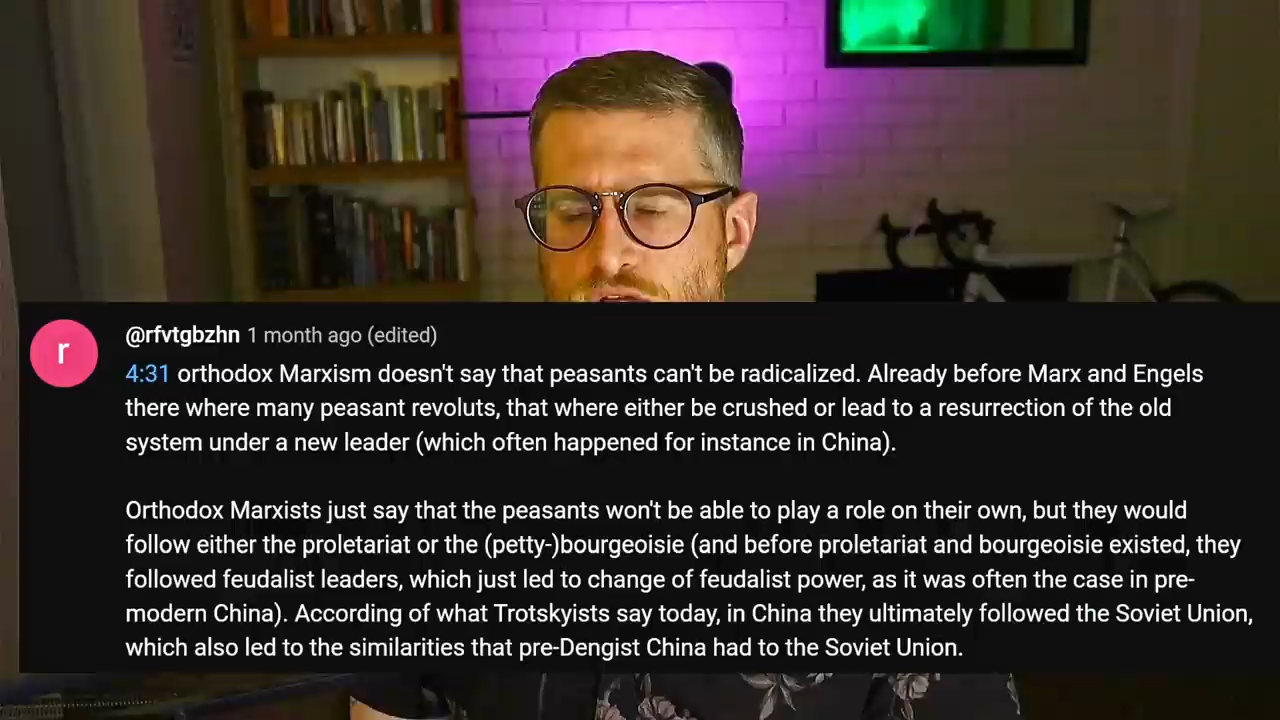 r
@rfvtgbzhn 1 month ago (edited)
4:31 orthodox Marxism doesn't say that peasants can't be radicalized. Already before Marx and Engels
there where many peasant revoluts, that where either be crushed or lead to a resurrection of the old
system under a new leader (which often happened for instance in China).
Orthodox Marxists just say that the peasants won't be able to play a role on their own, but they would
follow either the proletariat or the (petty-)bourgeoisie (and before proletariat and bourgeoisie existed, they
followed feudalist leaders, which just led to change of feudalist power, as it was often the case in pre-
modern China). According of what Trotskyists say today, in China they ultimately followed the Soviet Union,
which also led to the similarities that pre-Dengist China had to the Soviet Union.